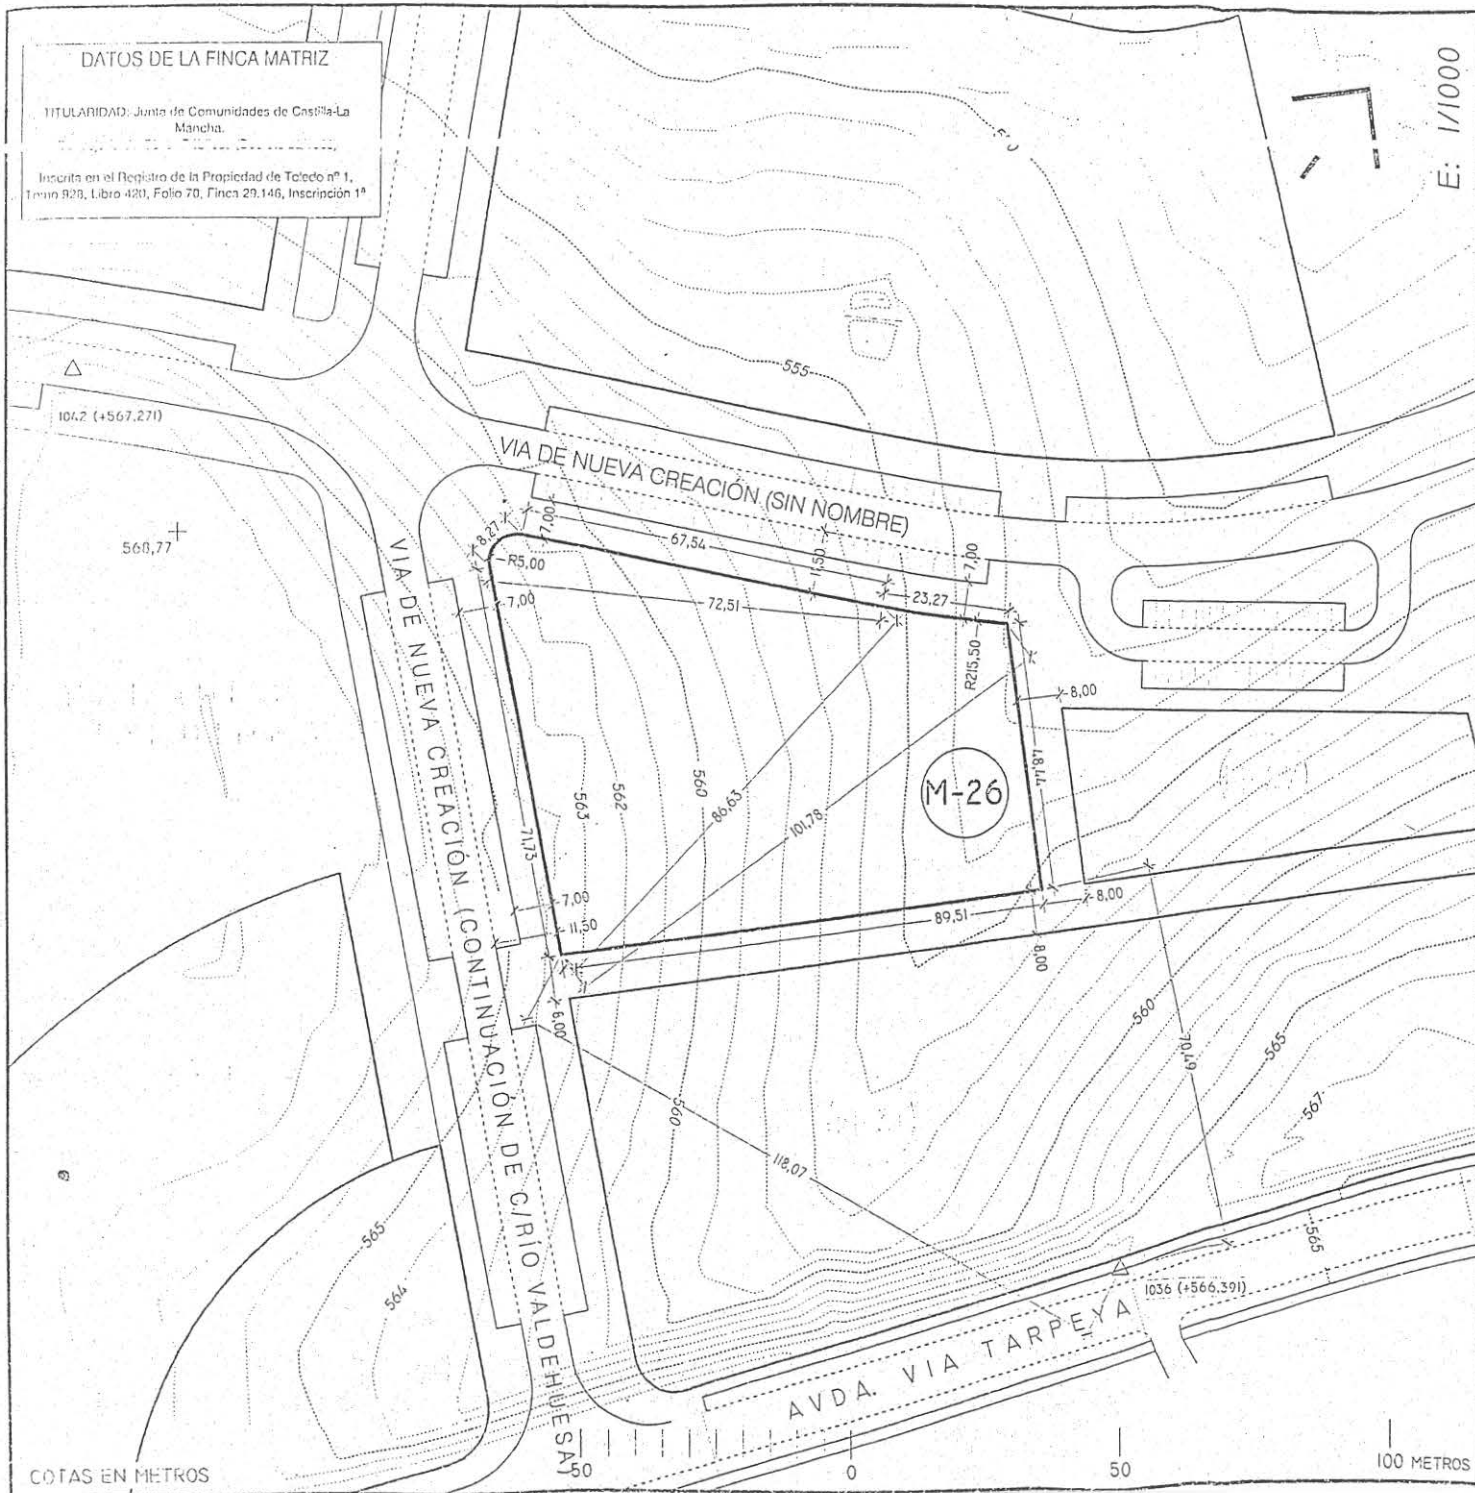 DATOS DE LA FINCA MATRIZ
TITULARIDAD: Junta de Comunidades de Castilla-La
Mancha.
Inscrita en el Registro de la Propiedad de Toledo nº 1,
Tomo 928, Libro 420, Folio 70, Finca 29.146, Inscripción 1ª
E: 1/1000
555
1042 (+567,271)
568,77
VIA DE NUEVA CREACIÓN (SIN NOMBRE)
8,27
7,00
67,54
R5,00
7,00
72,51
11,50
23,27
7,00
R215,50
8,00
48,44
M-26
563
562
560
86,63
101,78
71,73
7,00
11,50
89,51
8,00
8,00
6,00
VIA DE NUEVA CREACIÓN (CONTINUACIÓN DE C/RÍO VALDEHUESA)
560
560
565
567
70,49
118,07
565
564
565
1036 (+566,391)
AVDA. VIA TARPEYA
COTAS EN METROS
50
0
50
100 METROS